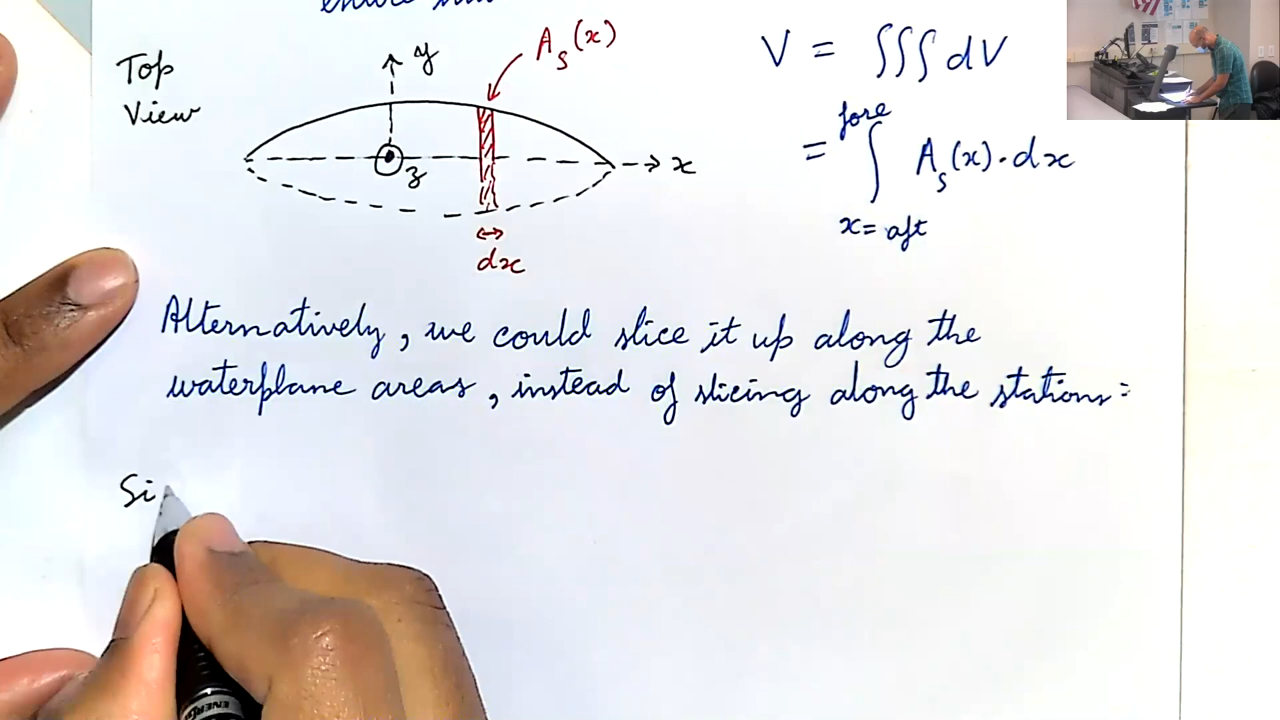 Top
View
y
A_s(x)
z
x
dx
V = ∫∫∫ dV
fore
= ∫ A_s(x)·dx
x = aft
Alternatively, we could slice it up along the
waterplane areas, instead of slicing along the stations:
Si